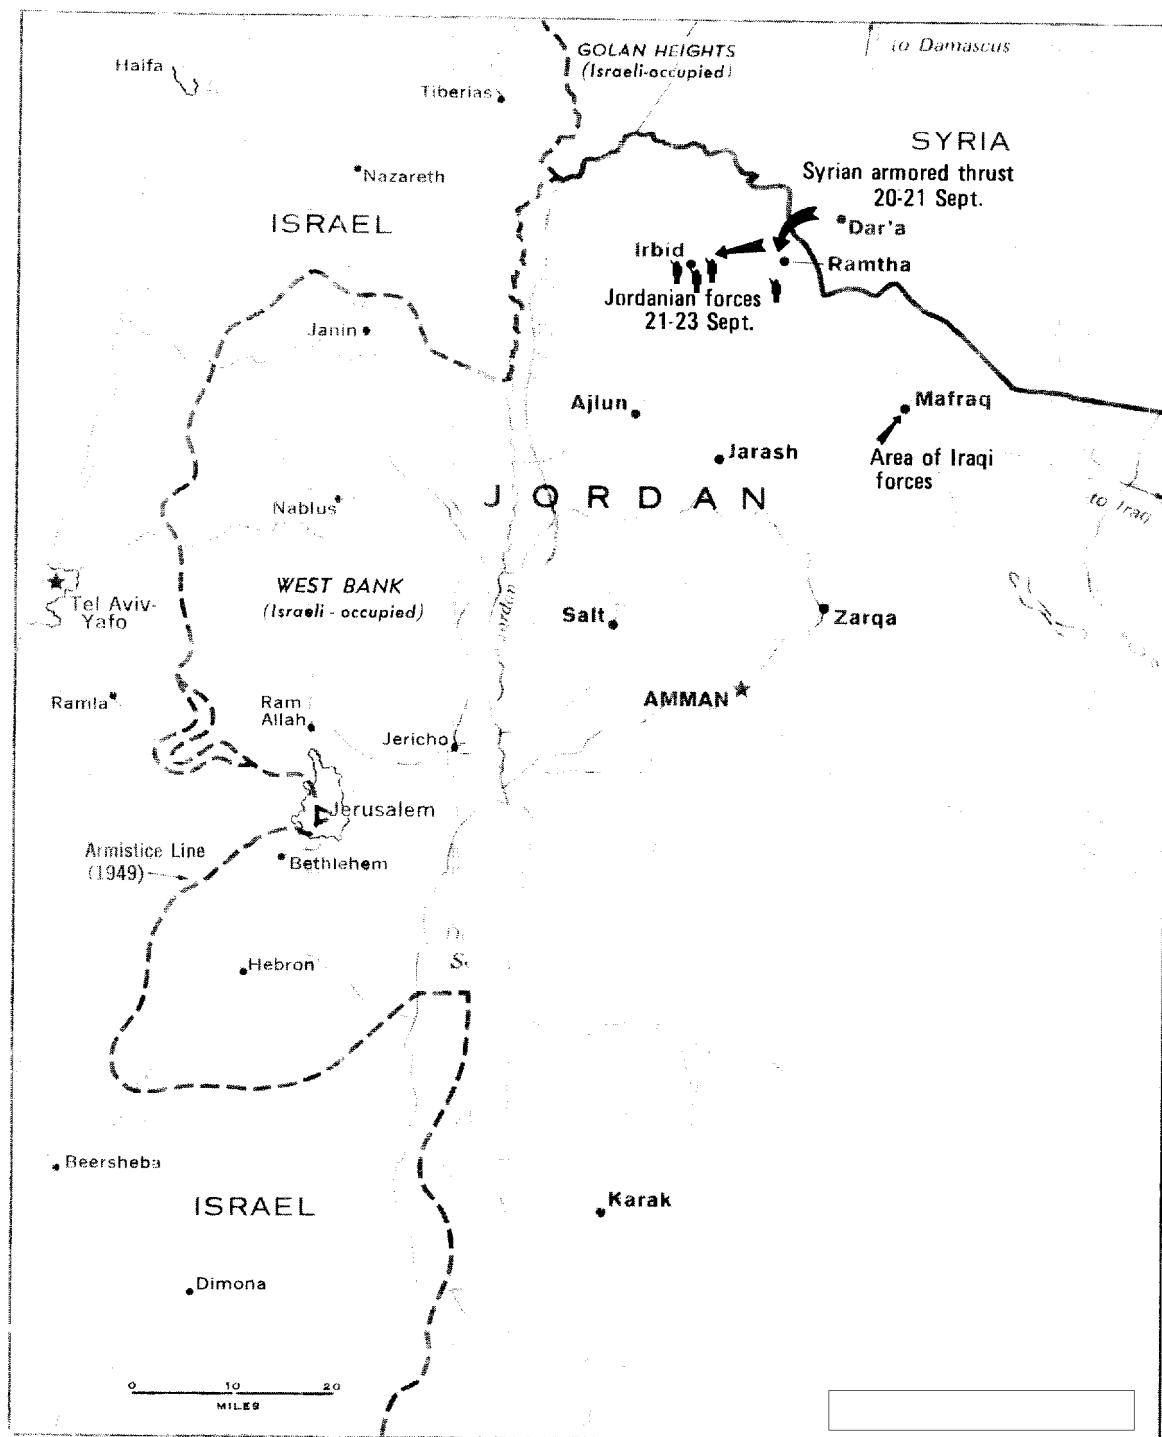 GOLAN HEIGHTS
(Israeli-occupied)
to Damascus
Haifa
Tiberias
SYRIA
Syrian armored thrust
20-21 Sept.
Nazareth
ISRAEL
Dar'a
Irbid
Ramtha
Jordanian forces
21-23 Sept.
Janin
Ajlun
Mafraq
Jarash
Area of Iraqi
forces
JORDAN
Nablus
to Iraq
WEST BANK
(Israeli - occupied)
Jordan
Tel Aviv-
Yafo
Salt
Zarqa
AMMAN
Ramla
Ram
Allah
Jericho
Jerusalem
Armistice Line
(1949)
Bethlehem
Hebron
Beersheba
ISRAEL
Karak
Dimona
0 10 20
MILES